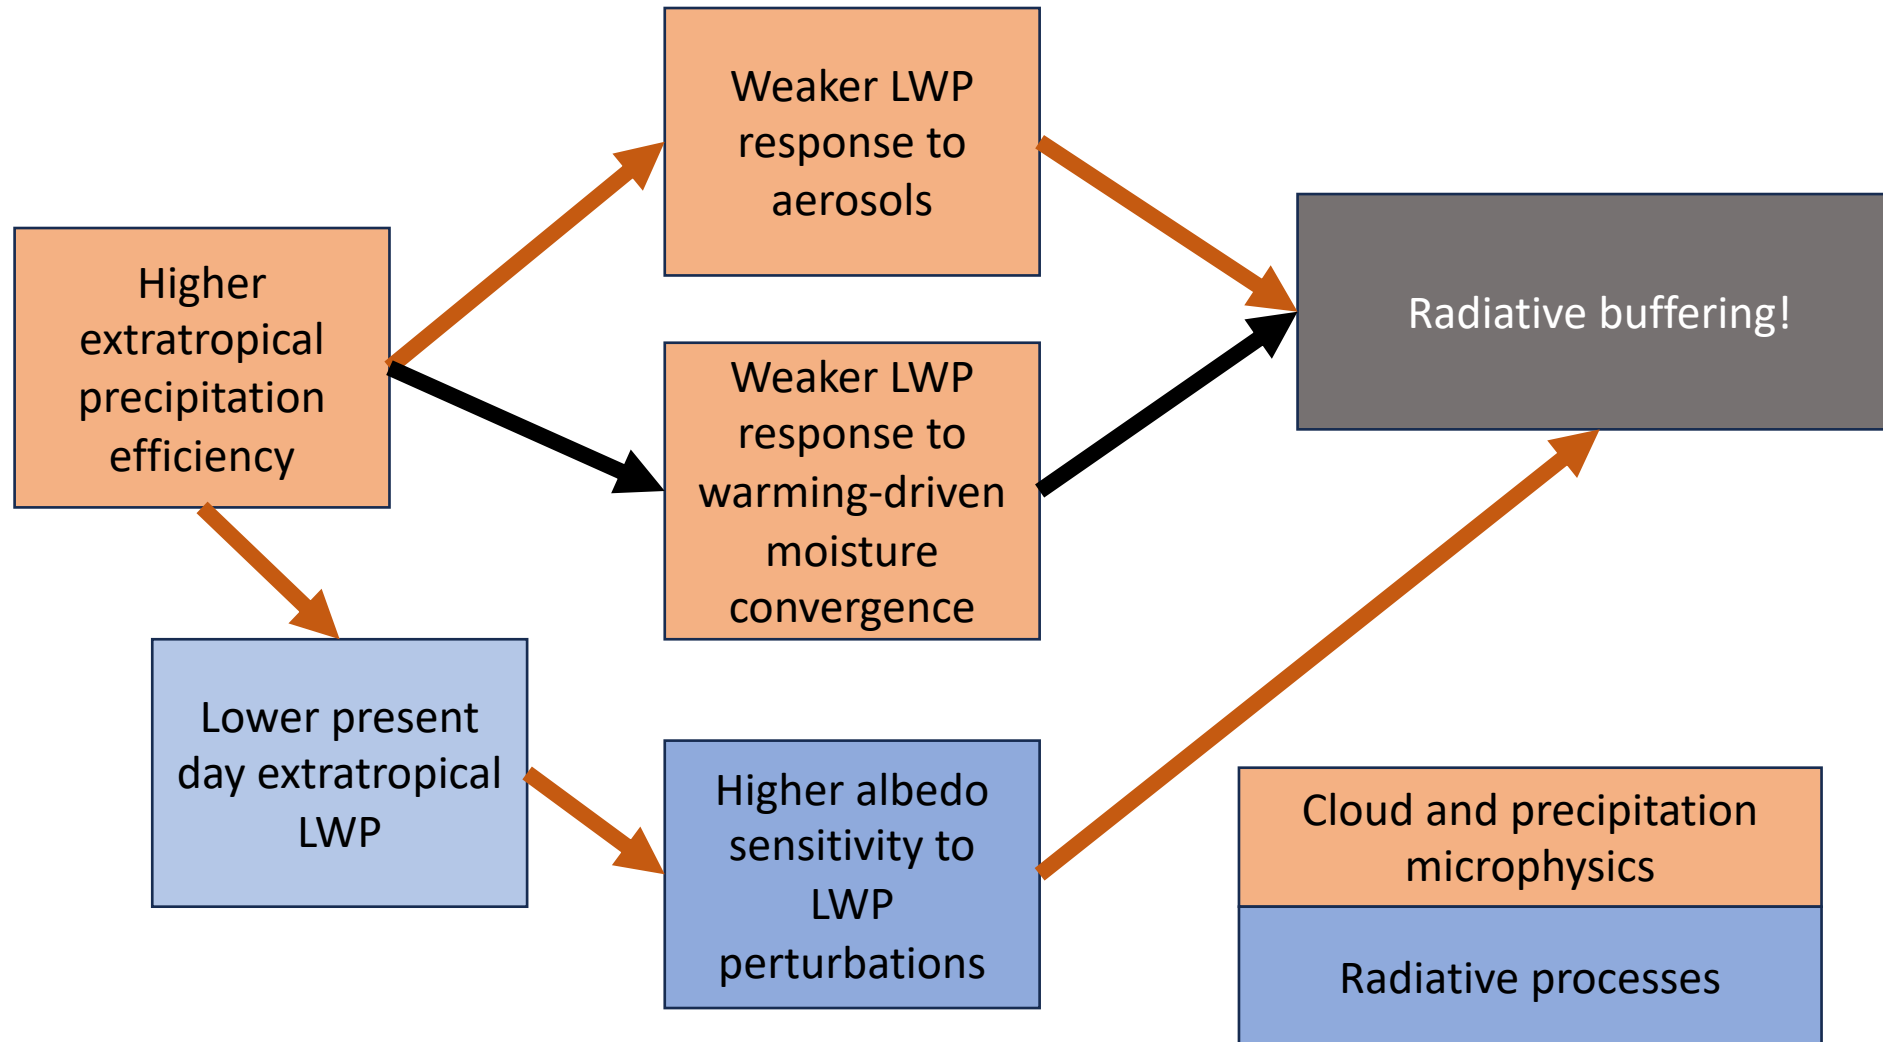 Higher
extratropical
precipitation
efficiency
Weaker LWP
response to
aerosols
Weaker LWP
response to
warming-driven
moisture
convergence
Radiative buffering!
Lower present
day extratropical
LWP
Higher albedo
sensitivity to
LWP
perturbations
Cloud and precipitation
microphysics
Radiative processes